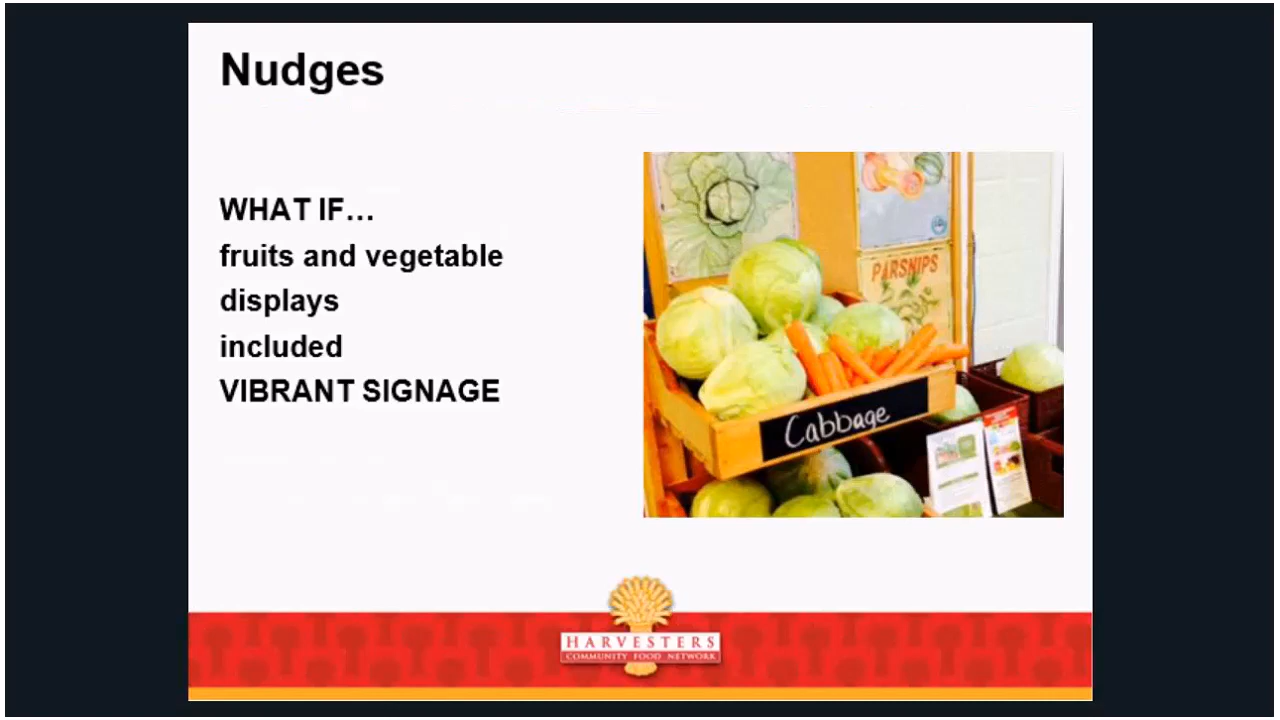 Nudges
WHAT IF...
fruits and vegetable
displays
included
VIBRANT SIGNAGE
PARSNIPS
Cabbage
HARVESTERS
COMMUNITY FOOD NETWORK